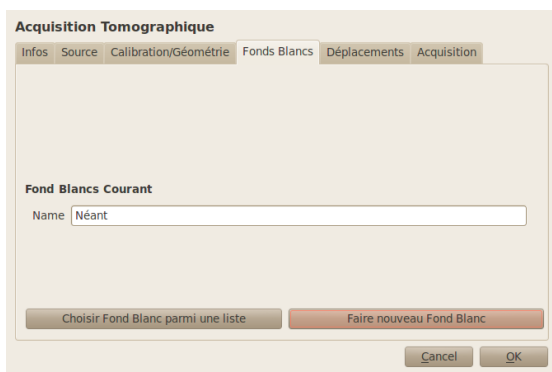 Acquisition Tomographique
Infos Source Calibration/Géométrie Fonds Blancs Déplacements Acquisition
Fond Blancs Courant
Name Néant
Choisir Fond Blanc parmi une liste Faire nouveau Fond Blanc
Cancel OK